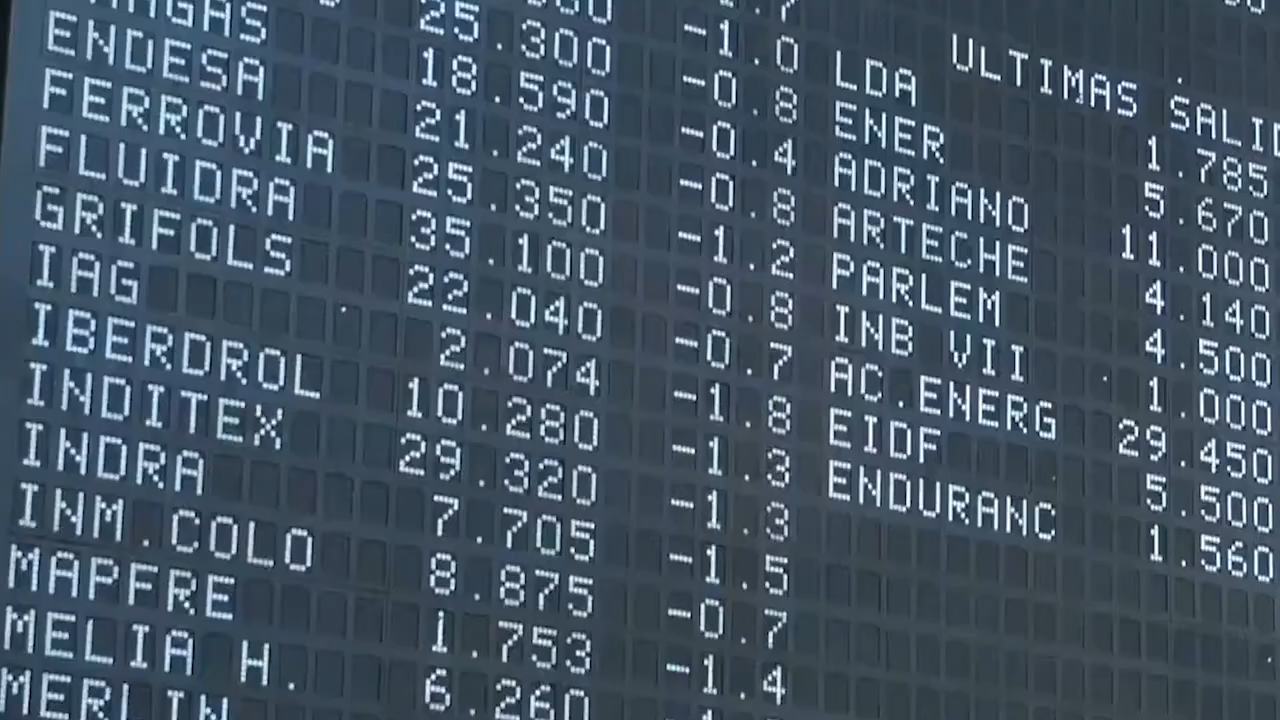 -1.0
25.300 -0.8
18.590 -0.4
ENDESA 21.240 -0.8
FERROVIA 25.350 -1.2
FLUIDRA 35.100 -0.8
GRIFOLS 22.040 -0.7
IAG 2.074 -1.8
IBERDROL 10.280 -1.3
INDITEX 29.320 -1.3
INDRA 7.705 -1.5
INM.COLO 8.875 -0.7
MAPFRE 1.753 -1.4
MELIA H. 6.260
MERLIN
ULTIMAS SALID
LDA 1.785
ENER 5.670
ADRIANO 11.000
ARTECHE 4.140
PARLEM 4.500
INB VII 1.000
AC.ENERG 29.450
EIDF 5.500
ENDURANC 1.560